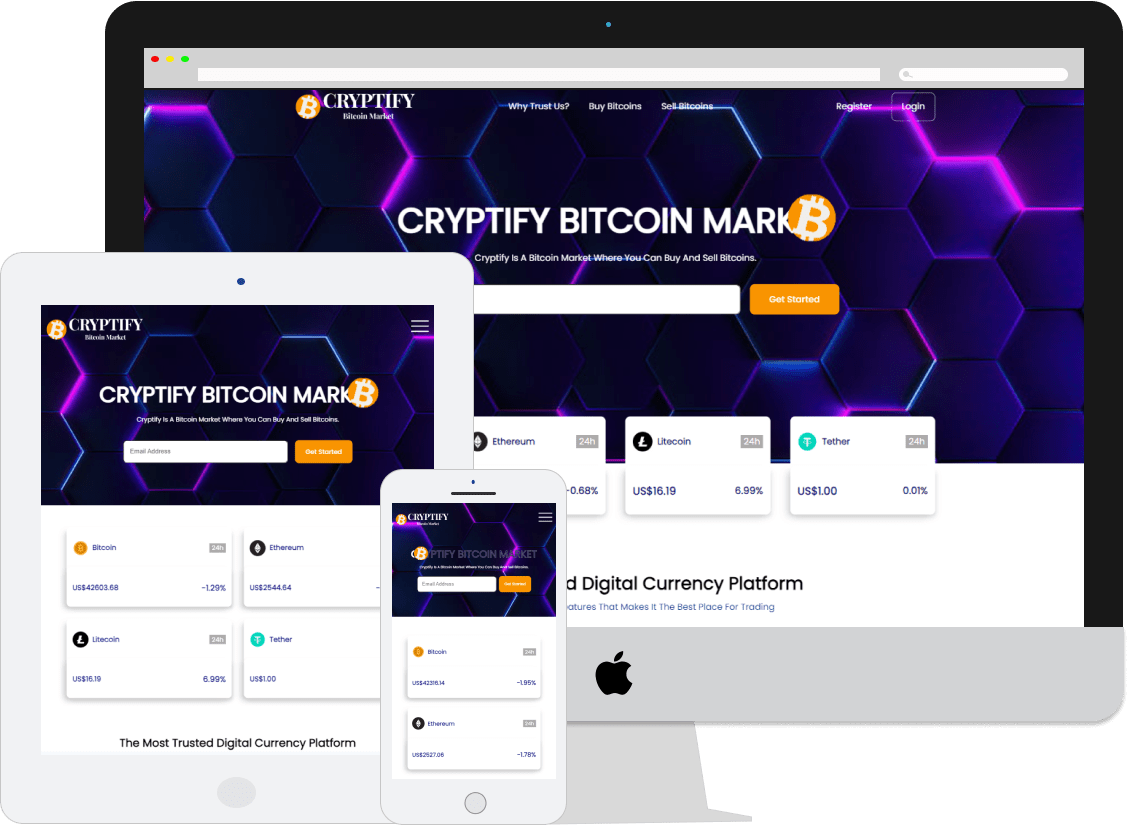 CRYPTIFY
Bitcoin Market
Why Trust Us? Buy Bitcoins Sell Bitcoins
Register Login
CRYPTIFY BITCOIN MARK
Cryptify Is A Bitcoin Market Where You Can Buy And Sell Bitcoins.
Get Started
Ethereum 24h
-0.68%
Litecoin 24h
US$16.19 6.99%
Tether 24h
US$1.00 0.01%
d Digital Currency Platform
eatures That Makes It The Best Place For Trading
CRYPTIFY
Bitcoin Market
CRYPTIFY BITCOIN MARK
Cryptify Is A Bitcoin Market Where You Can Buy And Sell Bitcoins.
Email Address Get Started
Bitcoin 24h
US$42603.68 -1.29%
Ethereum
US$2544.64 -
Litecoin 24h
US$16.19 6.99%
Tether
US$1.00
The Most Trusted Digital Currency Platform
CRYPTIFY
Bitcoin Market
C YPTIFY BITCOIN MARKET
Cryptify Is A Bitcoin Market Where You Can Buy And Sell Bitcoins.
Email Address Get Started
Bitcoin 24h
US$42316.14 -1.95%
Ethereum 24h
US$2527.06 -1.78%